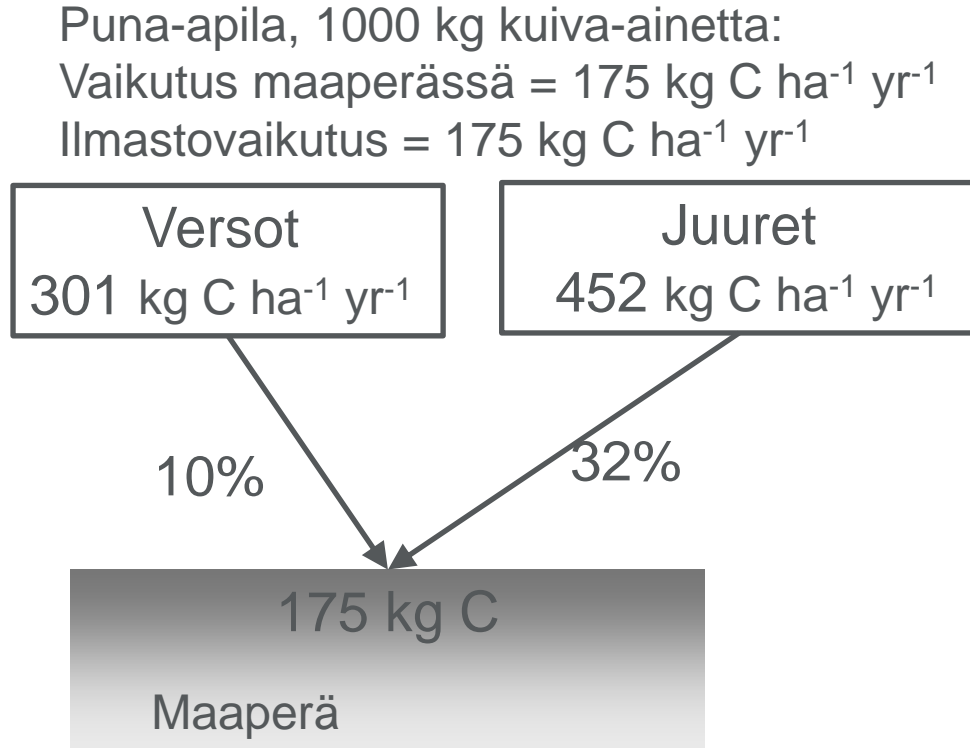 Puna-apila, 1000 kg kuiva-ainetta:
Vaikutus maaperässä = 175 kg C ha⁻¹ yr⁻¹
Ilmastovaikutus = 175 kg C ha⁻¹ yr⁻¹
Versot
301 kg C ha⁻¹ yr⁻¹
Juuret
452 kg C ha⁻¹ yr⁻¹
10%
32%
175 kg C
Maaperä